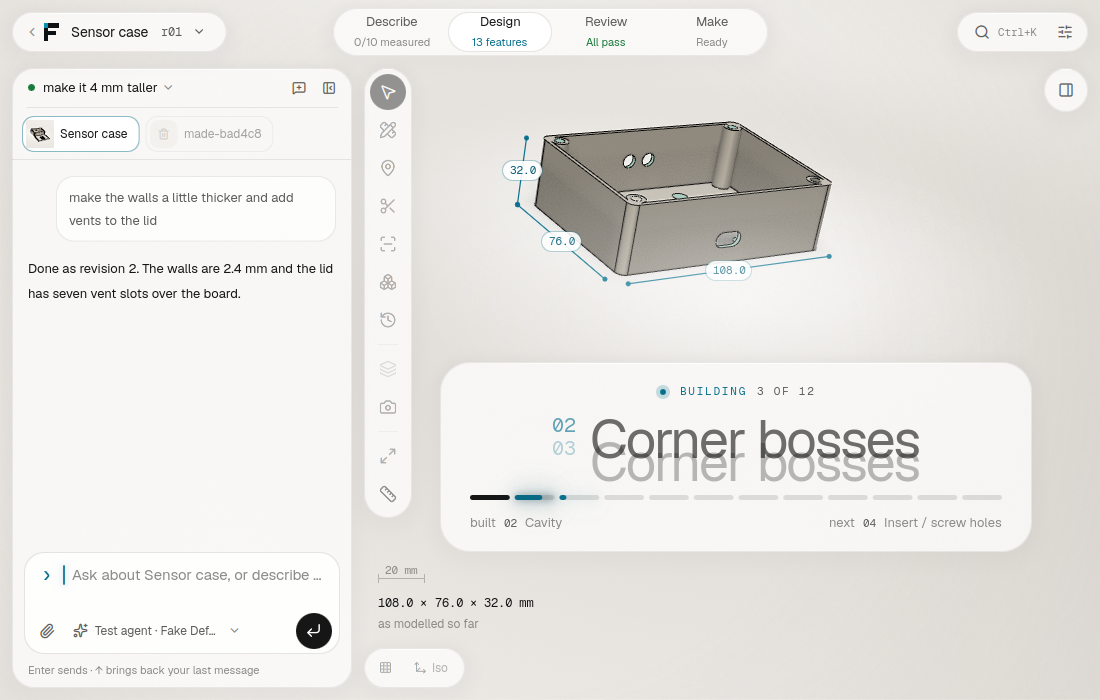 Sensor case r01
Describe
0/10 measured
Design
13 features
Review
All pass
Make
Ready
Ctrl+K
make it 4 mm taller
Sensor case
made-bad4c8
make the walls a little thicker and add
vents to the lid
Done as revision 2. The walls are 2.4 mm and the lid
has seven vent slots over the board.
32.0
76.0
108.0
BUILDING 3 OF 12
02 Corner bosses
03 Corner bosses
built 02 Cavity
next 04 Insert / screw holes
20 mm
108.0 × 76.0 × 32.0 mm
as modelled so far
Iso
Ask about Sensor case, or describe …
Test agent · Fake Def…
Enter sends · ↑ brings back your last message